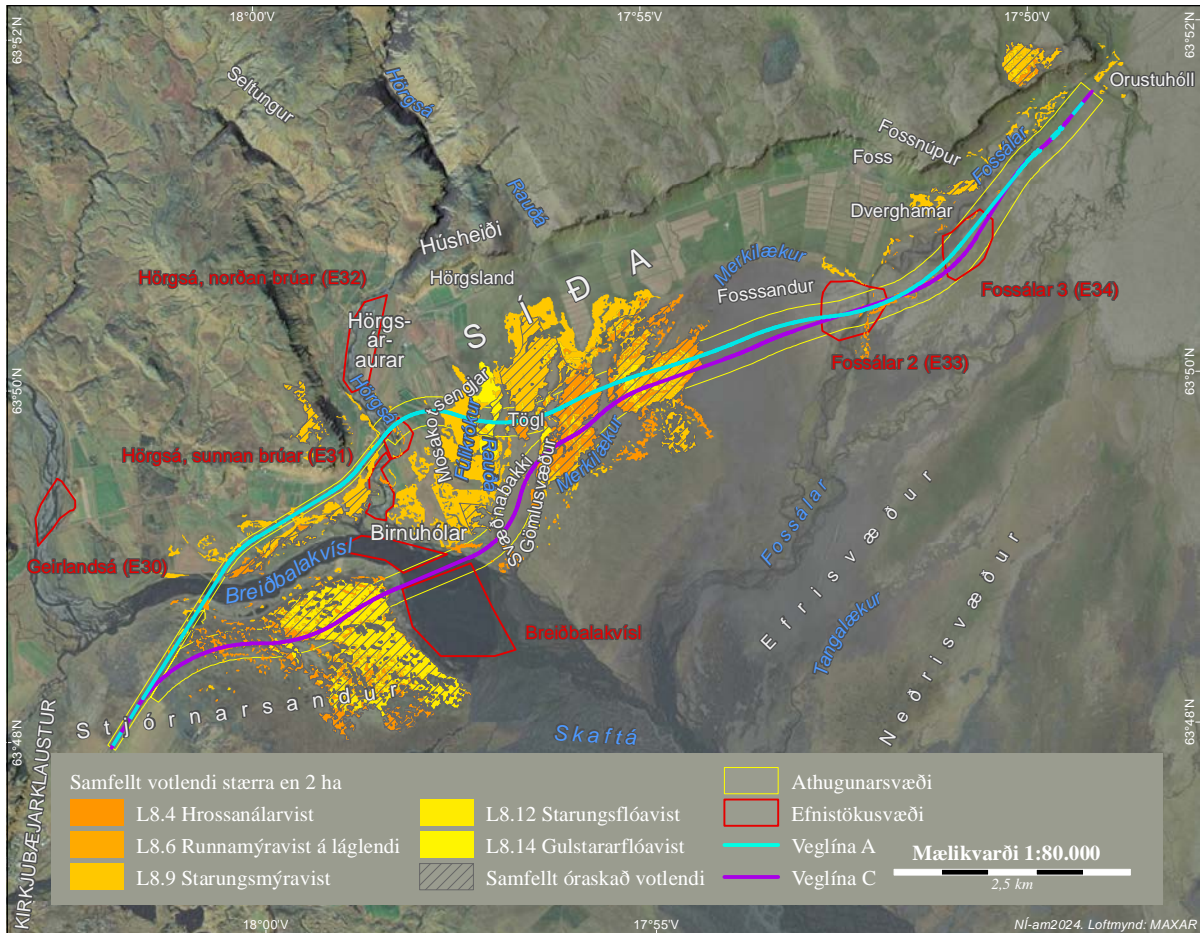 18°00'V
17°55'V
17°50'V
63°52'N
63°52'N
Seltungur
Hörgsá
Orustuhóll
Fossnúpur
Foss
Fossálar
Rauðá
Dverghamar
Húsheiði
Merkilækur
Hörgsá, norðan brúar (E32)
Hörgsland
SÍÐA
Fosssandur
Fossálar 3 (E34)
Hörgs-
ár-
aurar
Fossálar 2 (E33)
63°50'N
63°50'N
Hörgsá
Mosakotsengjar
Tögl
Fúlkvökur
Rauðá
Merkilækur
Hörgsá, sunnan brúar (E31)
Svæðnabakki
Gömlusvæður
Birnuhólar
Fossálar
Efrisvæður
Geirlandsá (E30)
Breiðbalakvísl
Breiðbalakvísl
Tangalækur
Neðrisvæður
Stjórnarsandur
Skaftá
63°48'N
63°48'N
KIRKJUBÆJARKLAUSTUR
Samfellt votlendi stærra en 2 ha
L8.4 Hrossanálarvist
L8.6 Runnamýravist á láglendi
L8.9 Starungsmýravist
L8.12 Starungsflóavist
L8.14 Gulstararflóavist
Samfellt óraskað votlendi
Athugunarsvæði
Efnistökusvæði
Veglína A
Veglína C
Mælikvarði 1:80.000
2,5 km
18°00'V
17°55'V
NÍ-am2024. Loftmynd: MAXAR